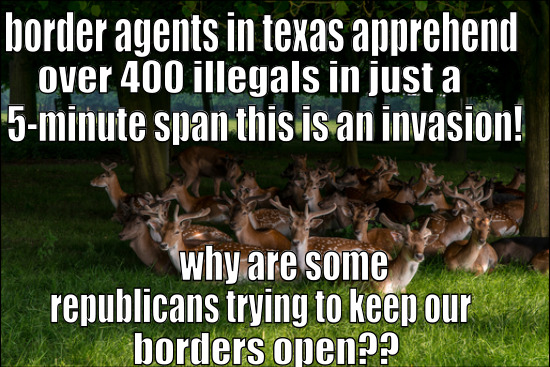 border agents in texas apprehend
over 400 illegals in just a
5-minute span this is an invasion!
why are some
republicans trying to keep our
borders open??